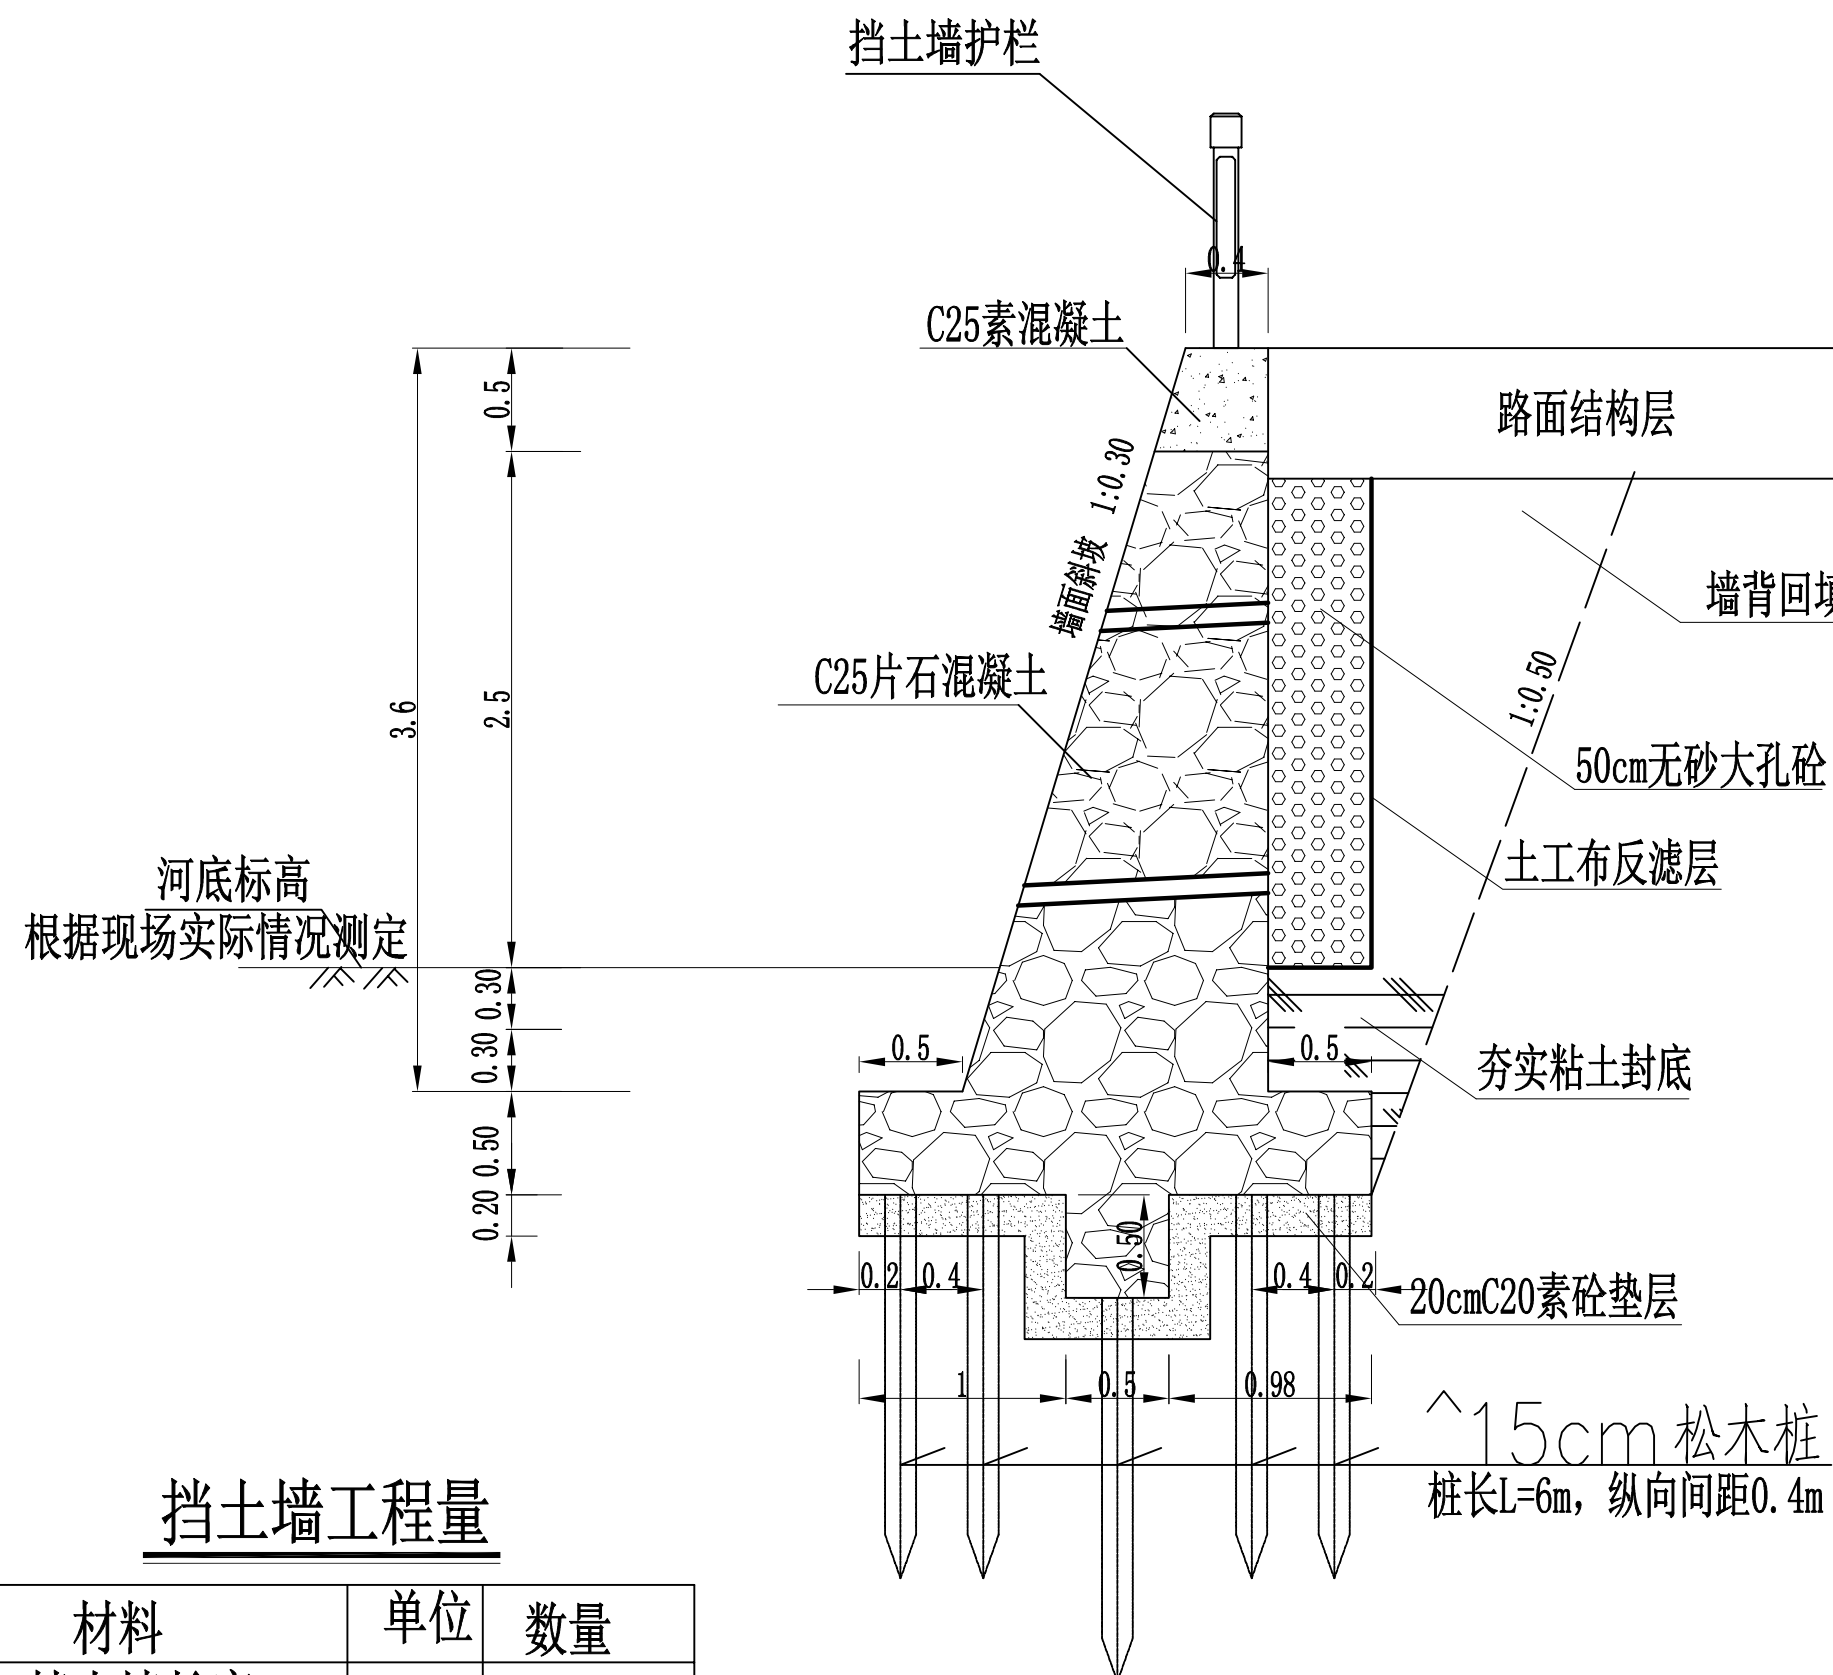 挡土墙护栏
0.4
C25素混凝土
0.5
路面结构层
墙面斜坡 1:0.30
墙背回填
C25片石混凝土
3.6
2.5
1:0.50
50cm无砂大孔砼
土工布反滤层
河底标高
根据现场实际情况测定
0.30
0.30
0.5
0.5
夯实粘土封底
0.50
0.20
0.50
0.2
0.4
0.4
0.2
20cmC20素砼垫层
1
0.5
0.98
^15cm松木桩
桩长L=6m，纵向间距0.4m
挡土墙工程量
材料 单位 数量